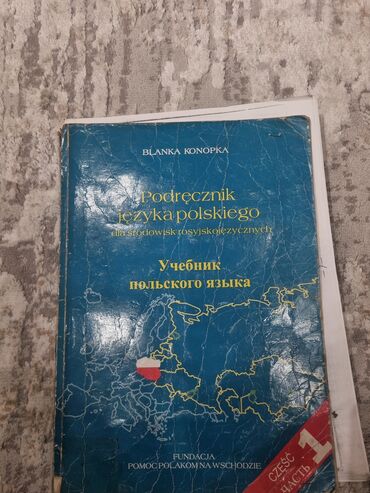 BLANKA KONOPKA
Podręcznik
języka polskiego
dla środowisk rosyjskojęzycznych
Учебник
польского языка
CZĘŚĆ
1
ЧАСТЬ
FUNDACJA
POMOC POLAKOM NA WSCHODZIE